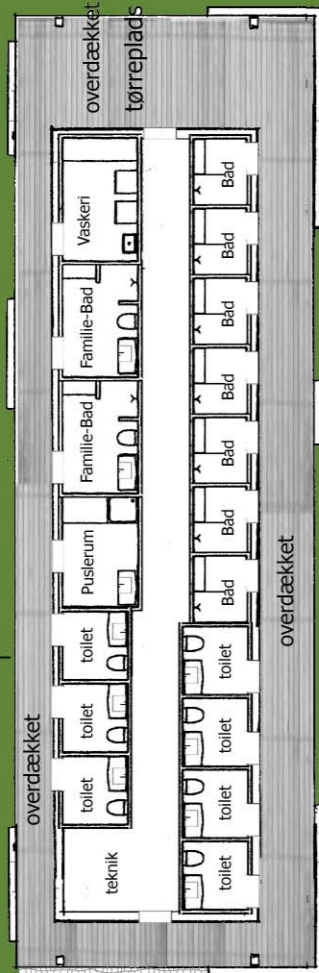 overdækket
teknik
toilet
toilet
toilet
Puslerum
Familie-Bad
Familie-Bad
Vaskeri
overdækket
tørreplads
toilet
toilet
toilet
toilet
Bad
Bad
Bad
Bad
Bad
Bad
Bad
overdækket